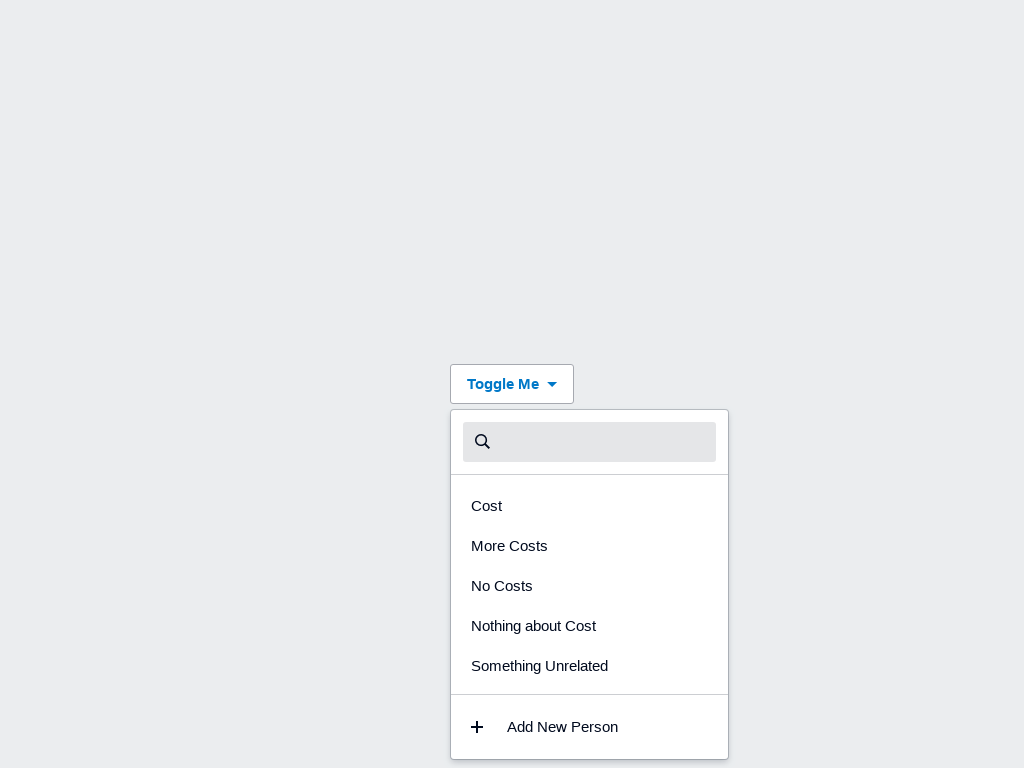 Toggle Me
Cost
More Costs
No Costs
Nothing about Cost
Something Unrelated
Add New Person